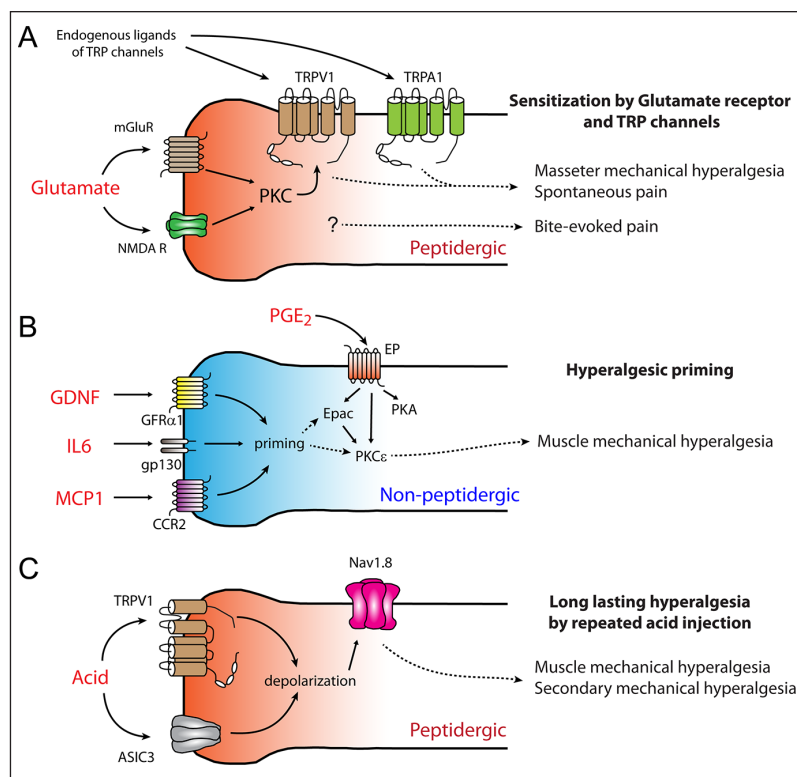 A
Endogenous ligands
of TRP channels
TRPV1
TRPA1
Sensitization by Glutamate receptor
and TRP channels
mGluR
Glutamate
PKC
Masseter mechanical hyperalgesia
Spontaneous pain
?
Bite-evoked pain
NMDA R
Peptidergic
B
PGE2
EP
Hyperalgesic priming
GDNF
GFRα1
PKA
Epac
IL6
priming
Muscle mechanical hyperalgesia
PKCε
gp130
MCP1
Non-peptidergic
CCR2
C
Nav1.8
TRPV1
Long lasting hyperalgesia
by repeated acid injection
Acid
depolarization
Muscle mechanical hyperalgesia
Secondary mechanical hyperalgesia
Peptidergic
ASIC3